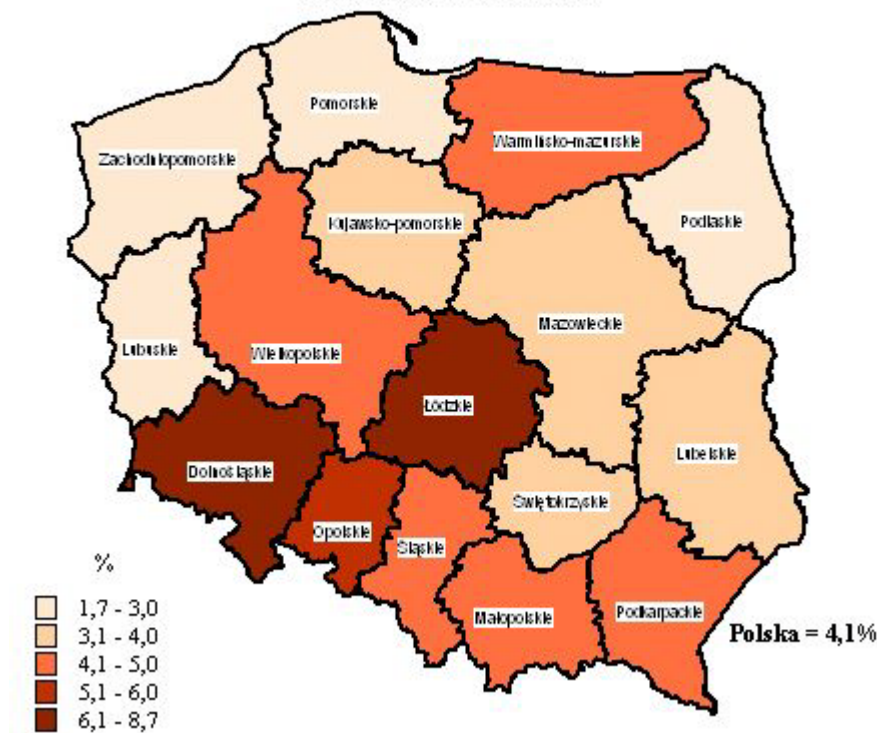 Pomorskie
Warmińsko-mazurskie
Zachodniopomorskie
Kujawsko-pomorskie
Podlaskie
Mazowieckie
Lubuskie
Wielkopolskie
Łódzkie
Lubelskie
Dolnośląskie
Świętokrzyskie
Opolskie
Śląskie
Małopolskie
Podkarpackie
Polska = 4,1%
%
1,7 - 3,0
3,1 - 4,0
4,1 - 5,0
5,1 - 6,0
6,1 - 8,7